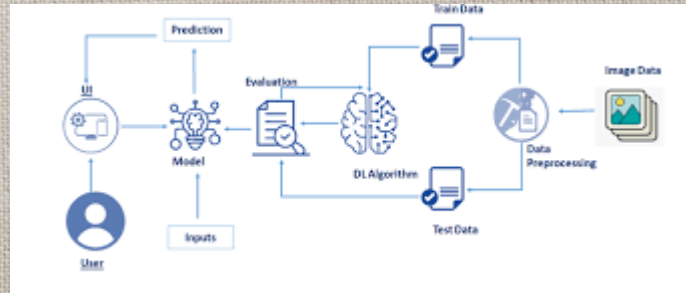 Train Data
Prediction
Image Data
Evaluation
UI
Data
Preprocessing
Model
DL Algorithm
Inputs
Test Data
User